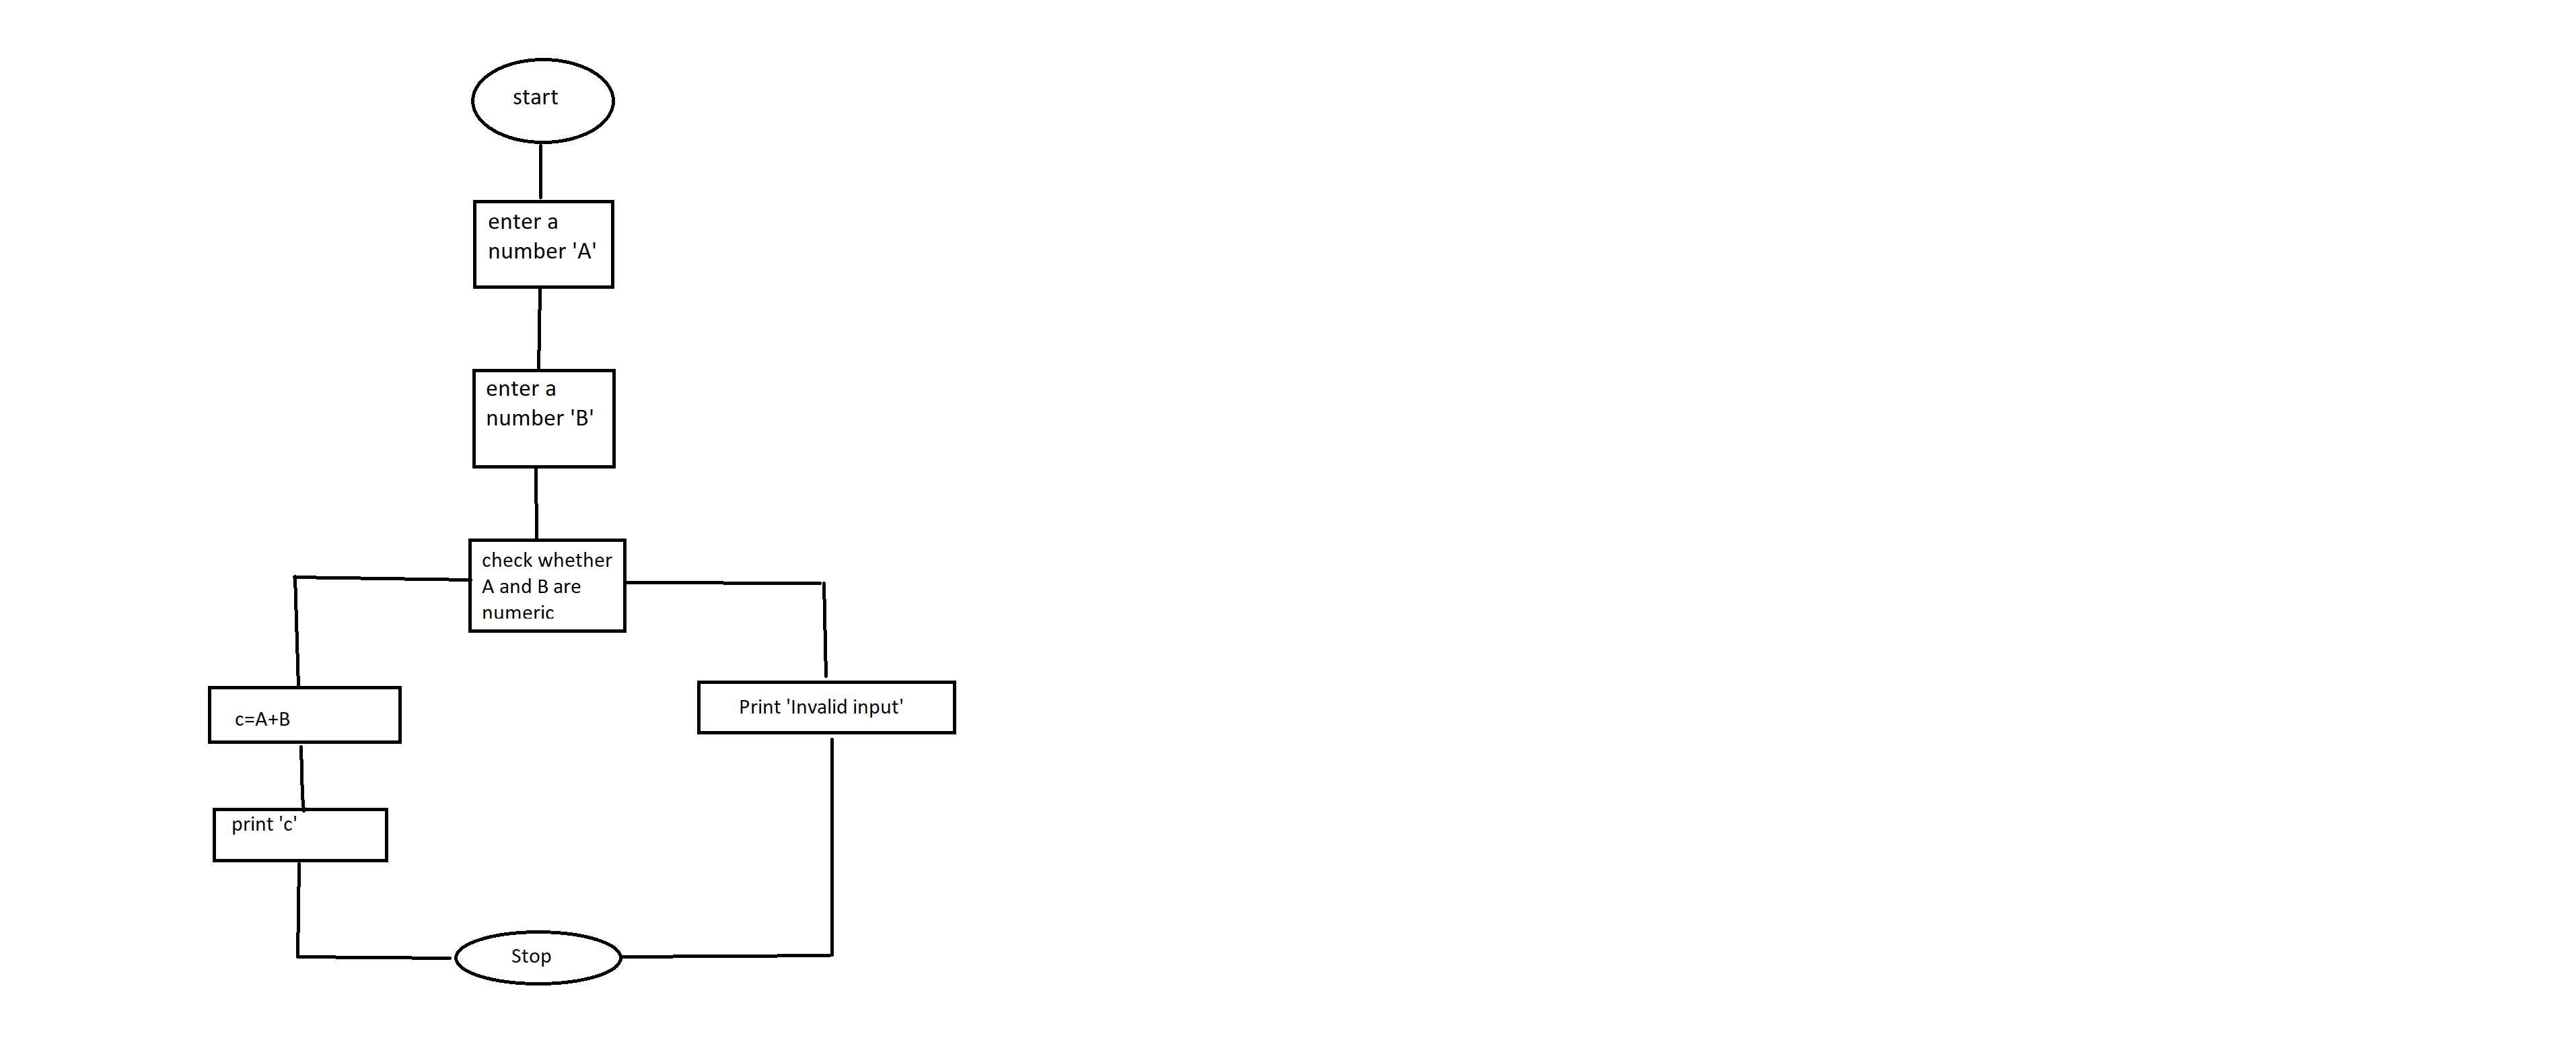 start
enter a
number 'A'
enter a
number 'B'
check whether
A and B are
numeric
c=A+B
Print 'Invalid input'
print 'c'
Stop